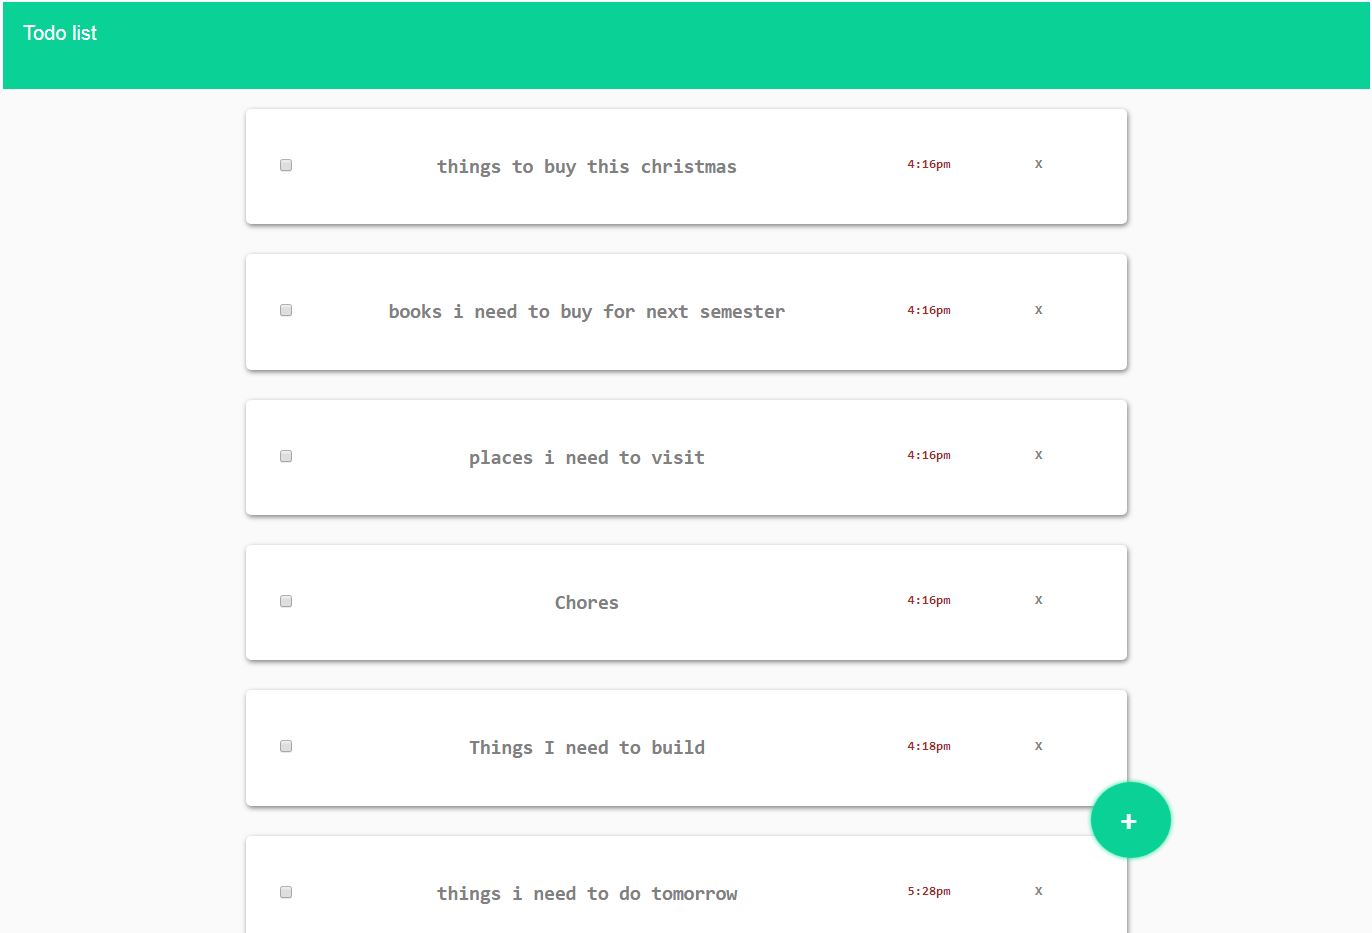 Todo list
things to buy this christmas 4:16pm X
books i need to buy for next semester 4:16pm X
places i need to visit 4:16pm X
Chores 4:16pm X
Things I need to build 4:18pm X
+
things i need to do tomorrow 5:28pm X